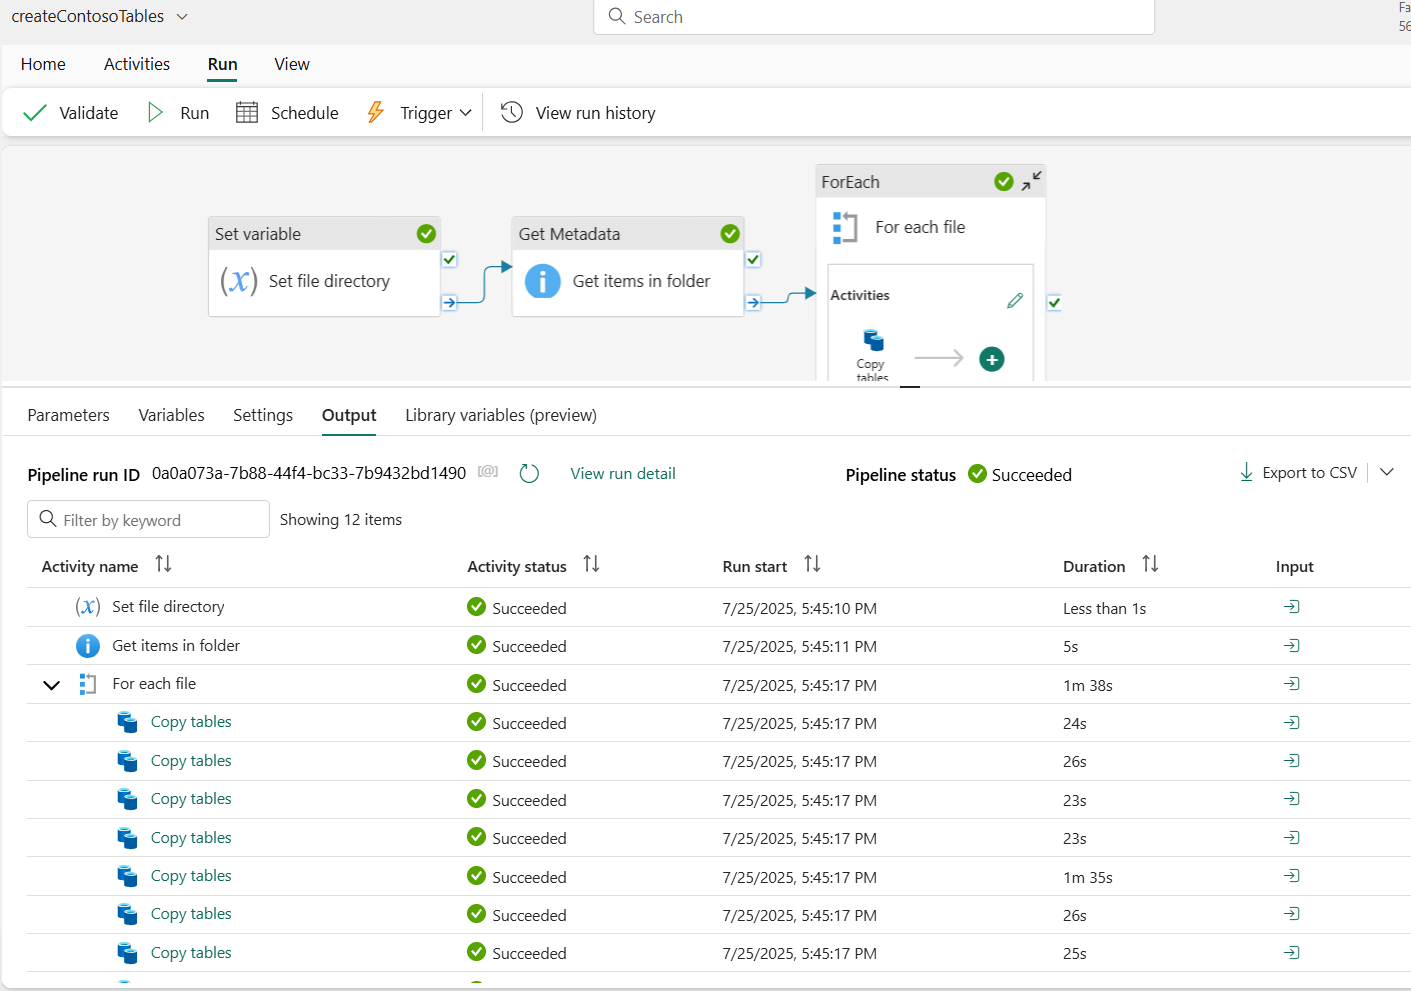 createContosoTables
Search
Fa
56
Home Activities Run View
Validate Run Schedule Trigger View run history
Set variable
(x) Set file directory
Get Metadata
Get items in folder
ForEach
For each file
Activities
Copy
tables
Parameters Variables Settings Output Library variables (preview)
Pipeline run ID 0a0a073a-7b88-44f4-bc33-7b9432bd1490 [@] View run detail Pipeline status Succeeded Export to CSV
Filter by keyword Showing 12 items
Activity name Activity status Run start Duration Input
(x) Set file directory Succeeded 7/25/2025, 5:45:10 PM Less than 1s
Get items in folder Succeeded 7/25/2025, 5:45:11 PM 5s
For each file Succeeded 7/25/2025, 5:45:17 PM 1m 38s
Copy tables Succeeded 7/25/2025, 5:45:17 PM 24s
Copy tables Succeeded 7/25/2025, 5:45:17 PM 26s
Copy tables Succeeded 7/25/2025, 5:45:17 PM 23s
Copy tables Succeeded 7/25/2025, 5:45:17 PM 23s
Copy tables Succeeded 7/25/2025, 5:45:17 PM 1m 35s
Copy tables Succeeded 7/25/2025, 5:45:17 PM 26s
Copy tables Succeeded 7/25/2025, 5:45:17 PM 25s